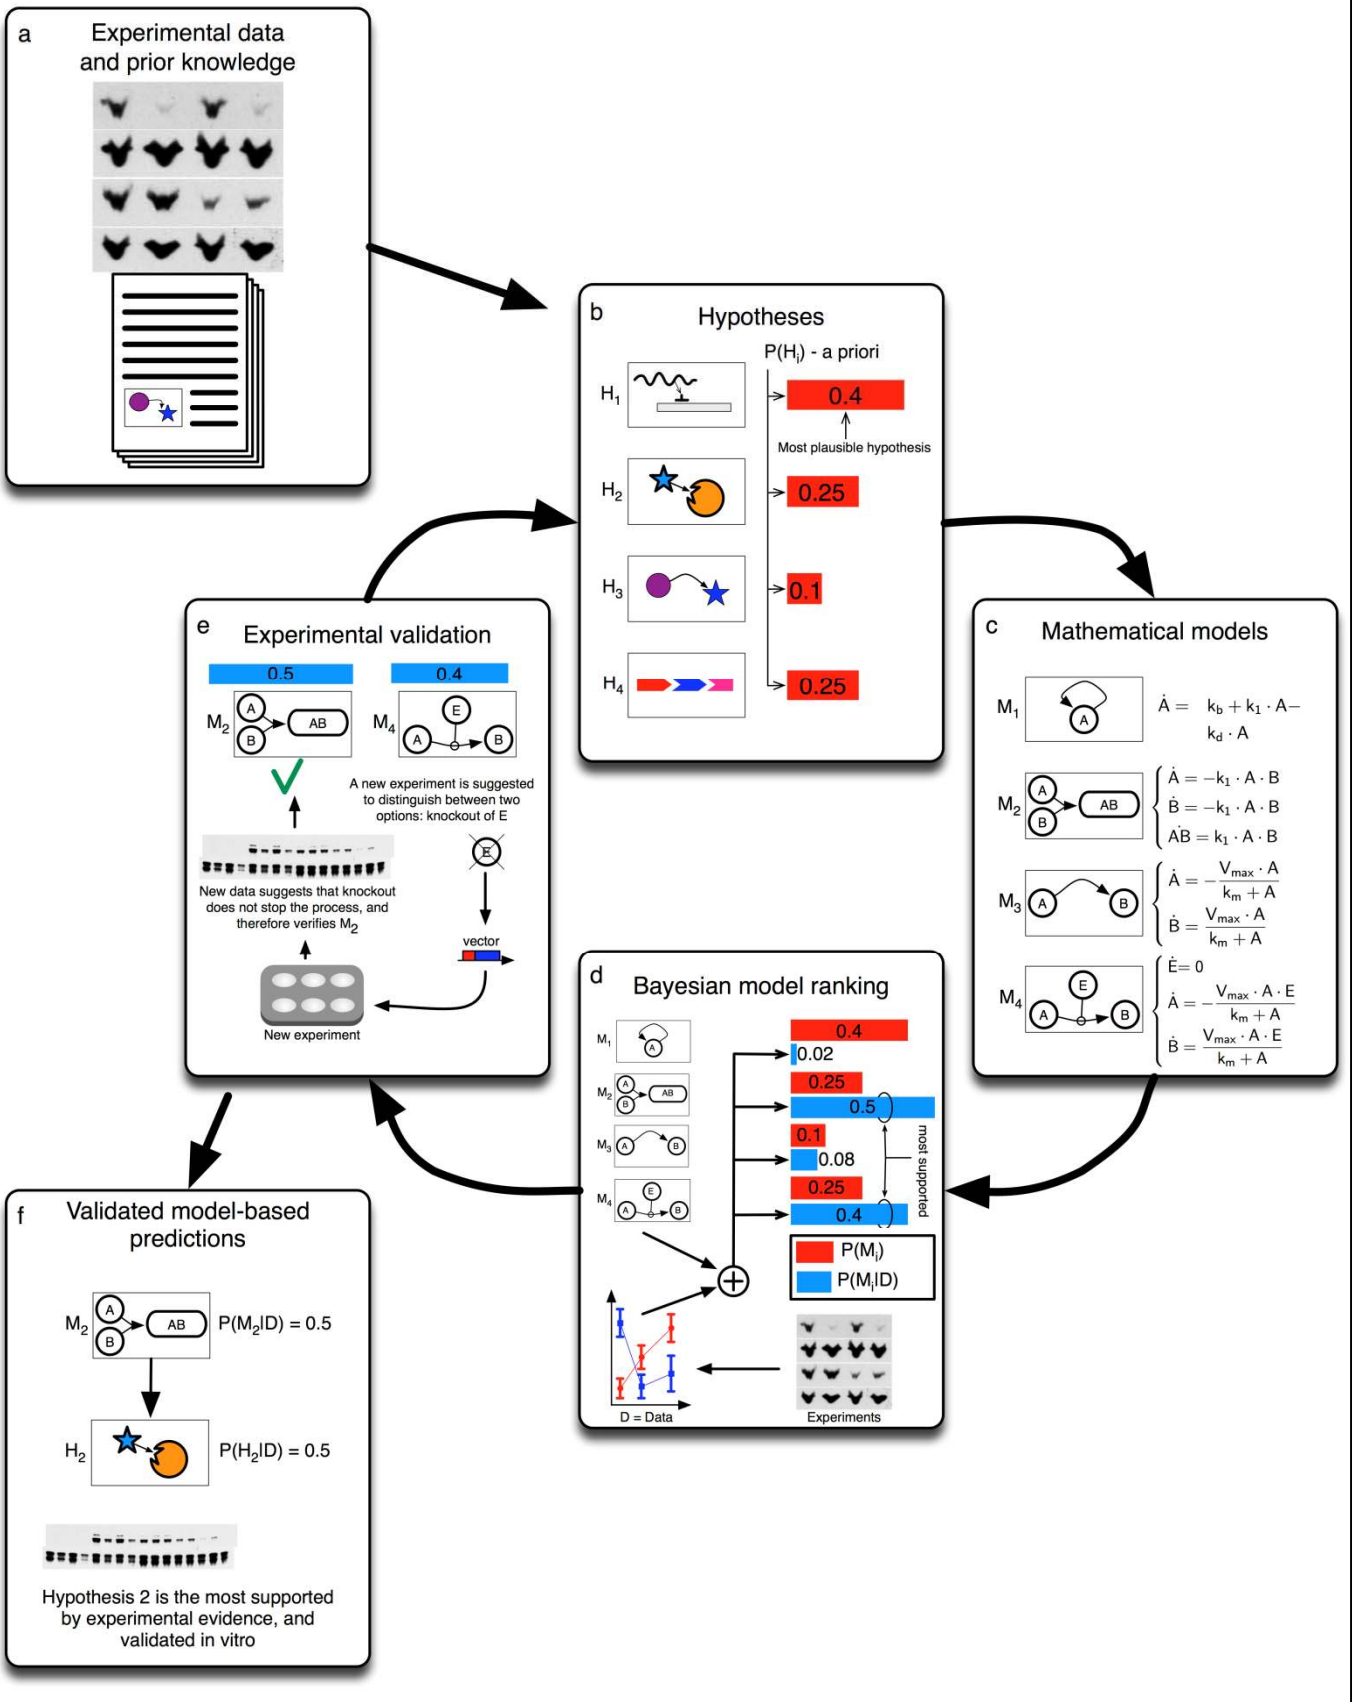 a
Experimental data
and prior knowledge
b
Hypotheses
P(Hi) - a priori
H1
0.4
Most plausible hypothesis
H2
0.25
H3
0.1
H4
0.25
c
Mathematical models
M1
A
Ȧ = kb + k1 · A−
kd · A
M2
A
B
AB
Ȧ = −k1 · A · B
Ḃ = −k1 · A · B
AḂ = k1 · A · B
M3
A
B
Ȧ = − Vmax · A / km + A
Ḃ = Vmax · A / km + A
M4
E
A
B
Ė = 0
Ȧ = − Vmax · A · E / km + A
Ḃ = Vmax · A · E / km + A
d
Bayesian model ranking
M1
A
0.4
0.02
M2
A
B
AB
0.25
0.5
M3
A
B
0.1
0.08
M4
E
A
B
0.25
0.4
most supported
P(Mi)
P(Mi|D)
D = Data
Experiments
e
Experimental validation
0.5
0.4
M2
A
B
AB
M4
E
A
B
A new experiment is suggested
to distinguish between two
options: knockout of E
E
New data suggests that knockout
does not stop the process, and
therefore verifies M2
vector
New experiment
f
Validated model-based
predictions
M2
A
B
AB
P(M2|D) = 0.5
H2
P(H2|D) = 0.5
Hypothesis 2 is the most supported
by experimental evidence, and
validated in vitro